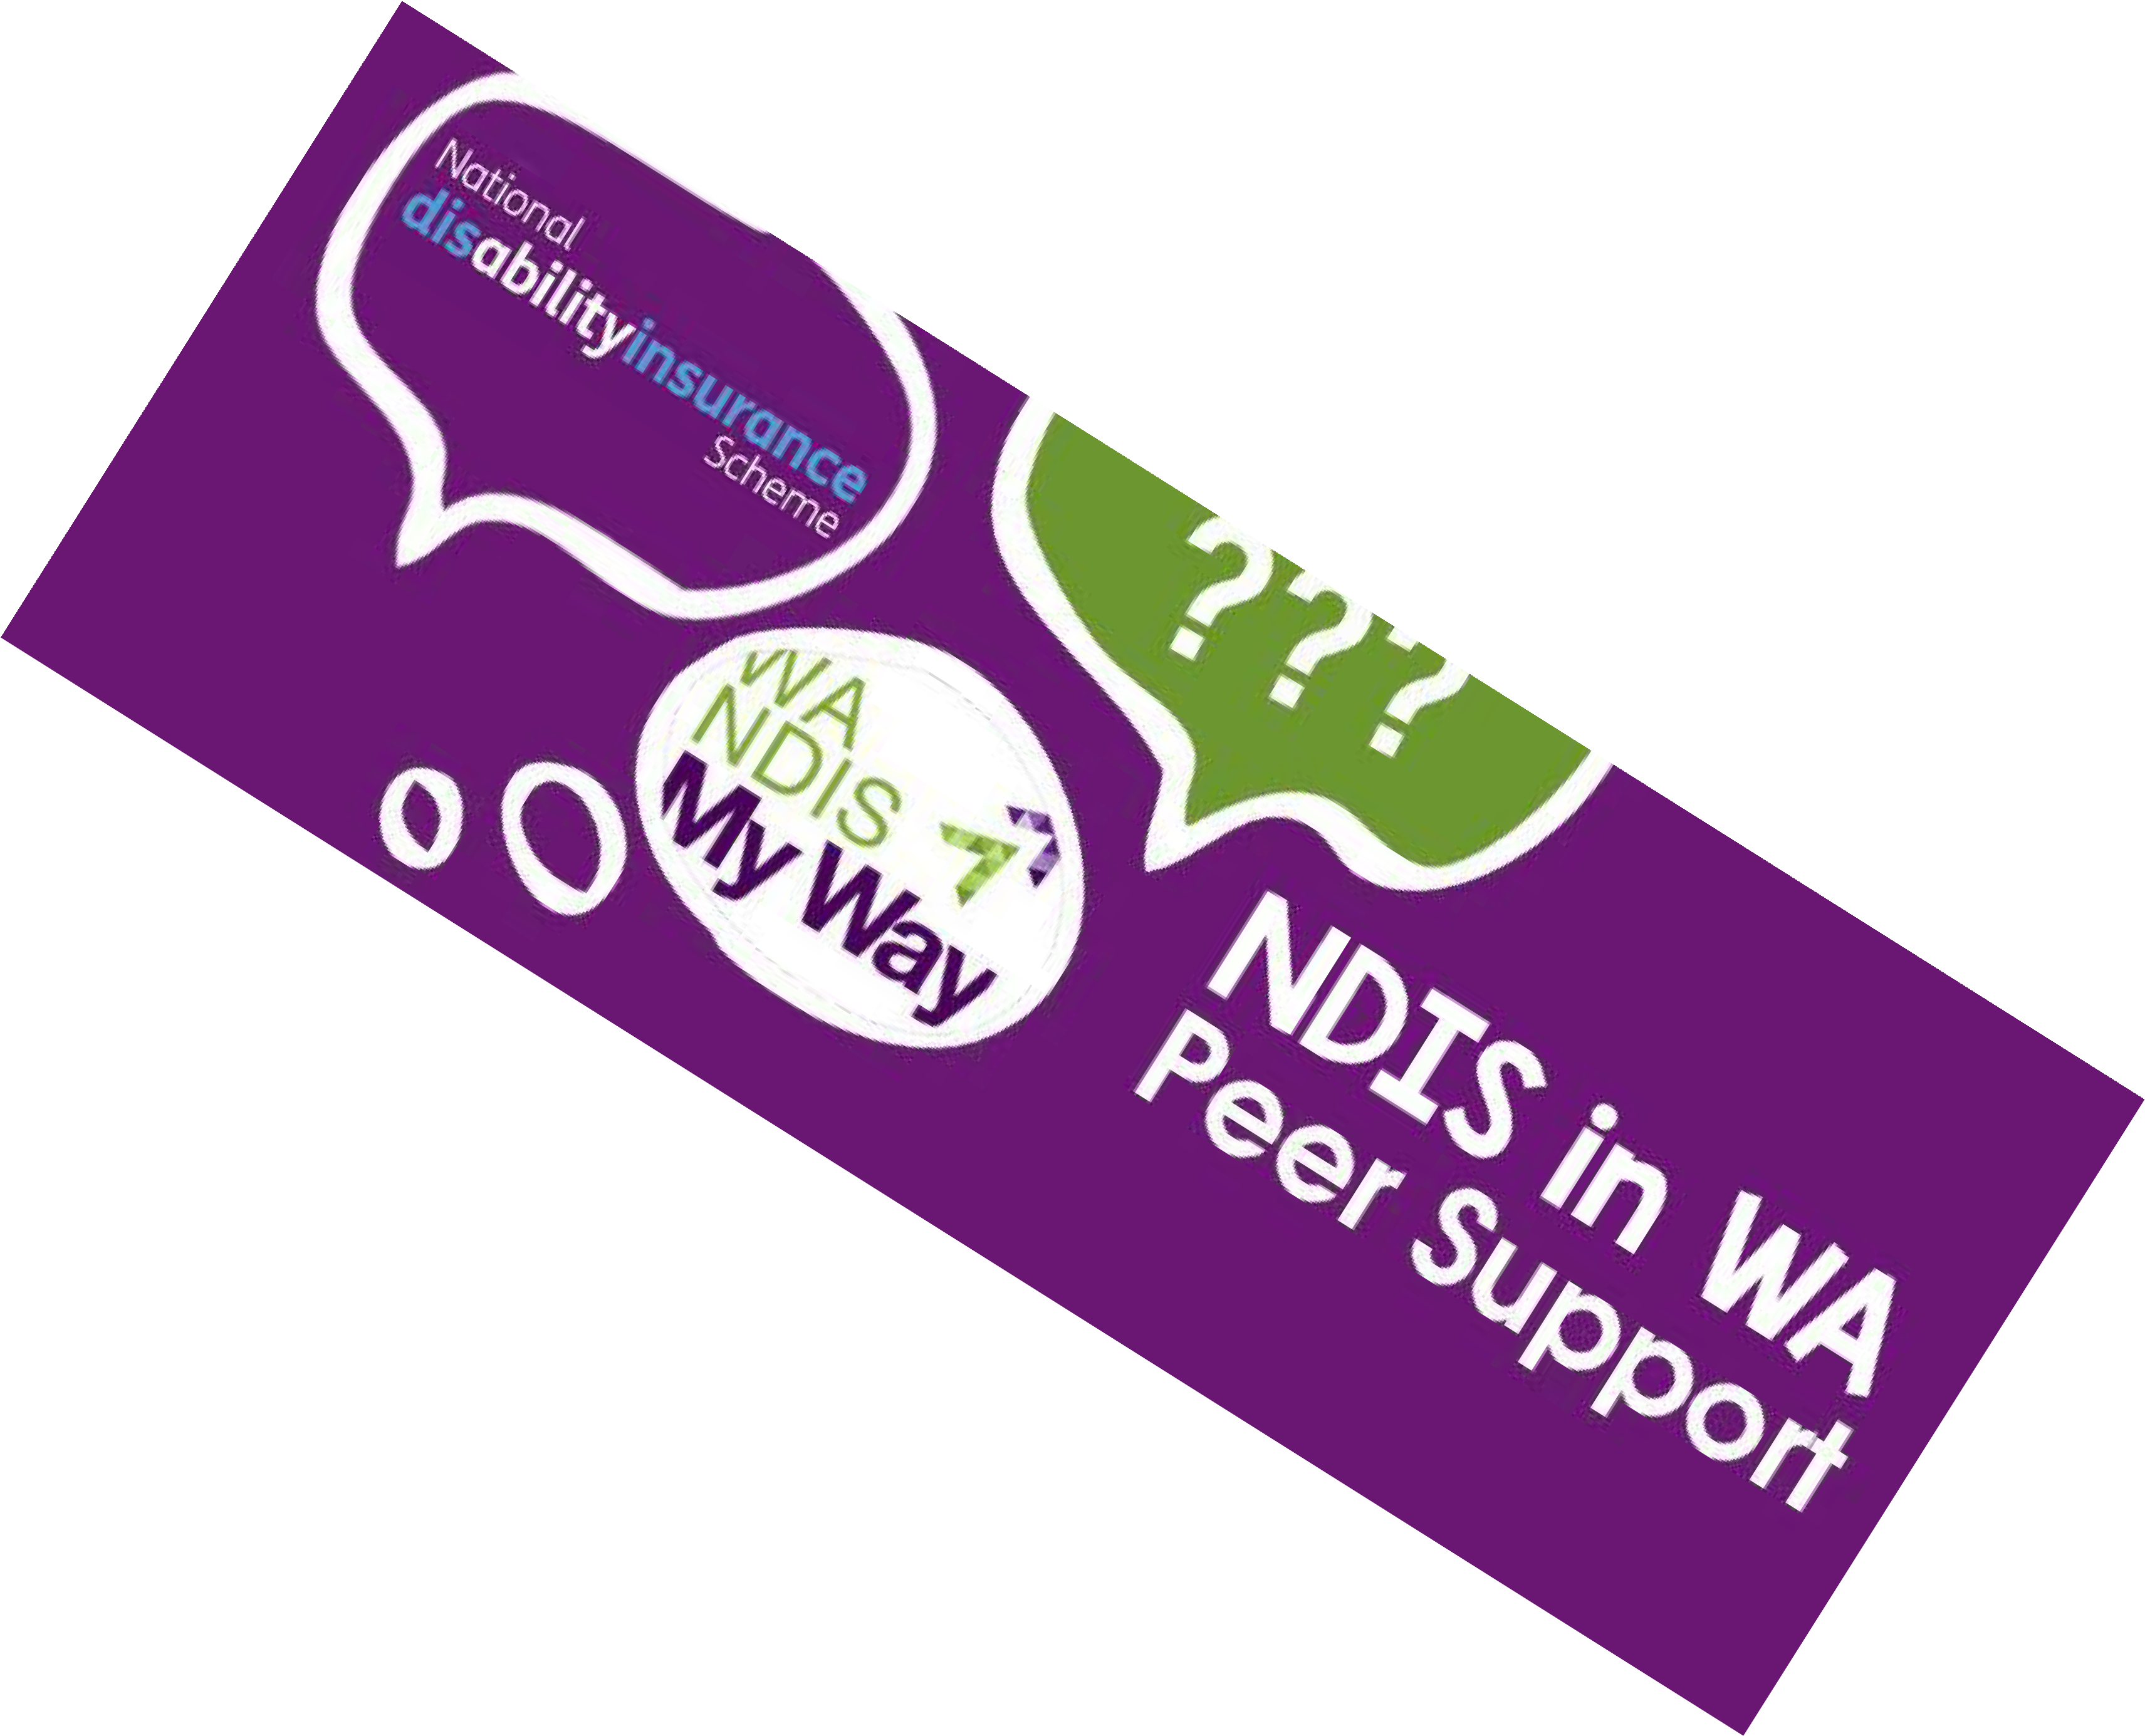 National
disabilityinsurance
Scheme
???
WA
NDIS
My Way
NDIS in WA
Peer Support